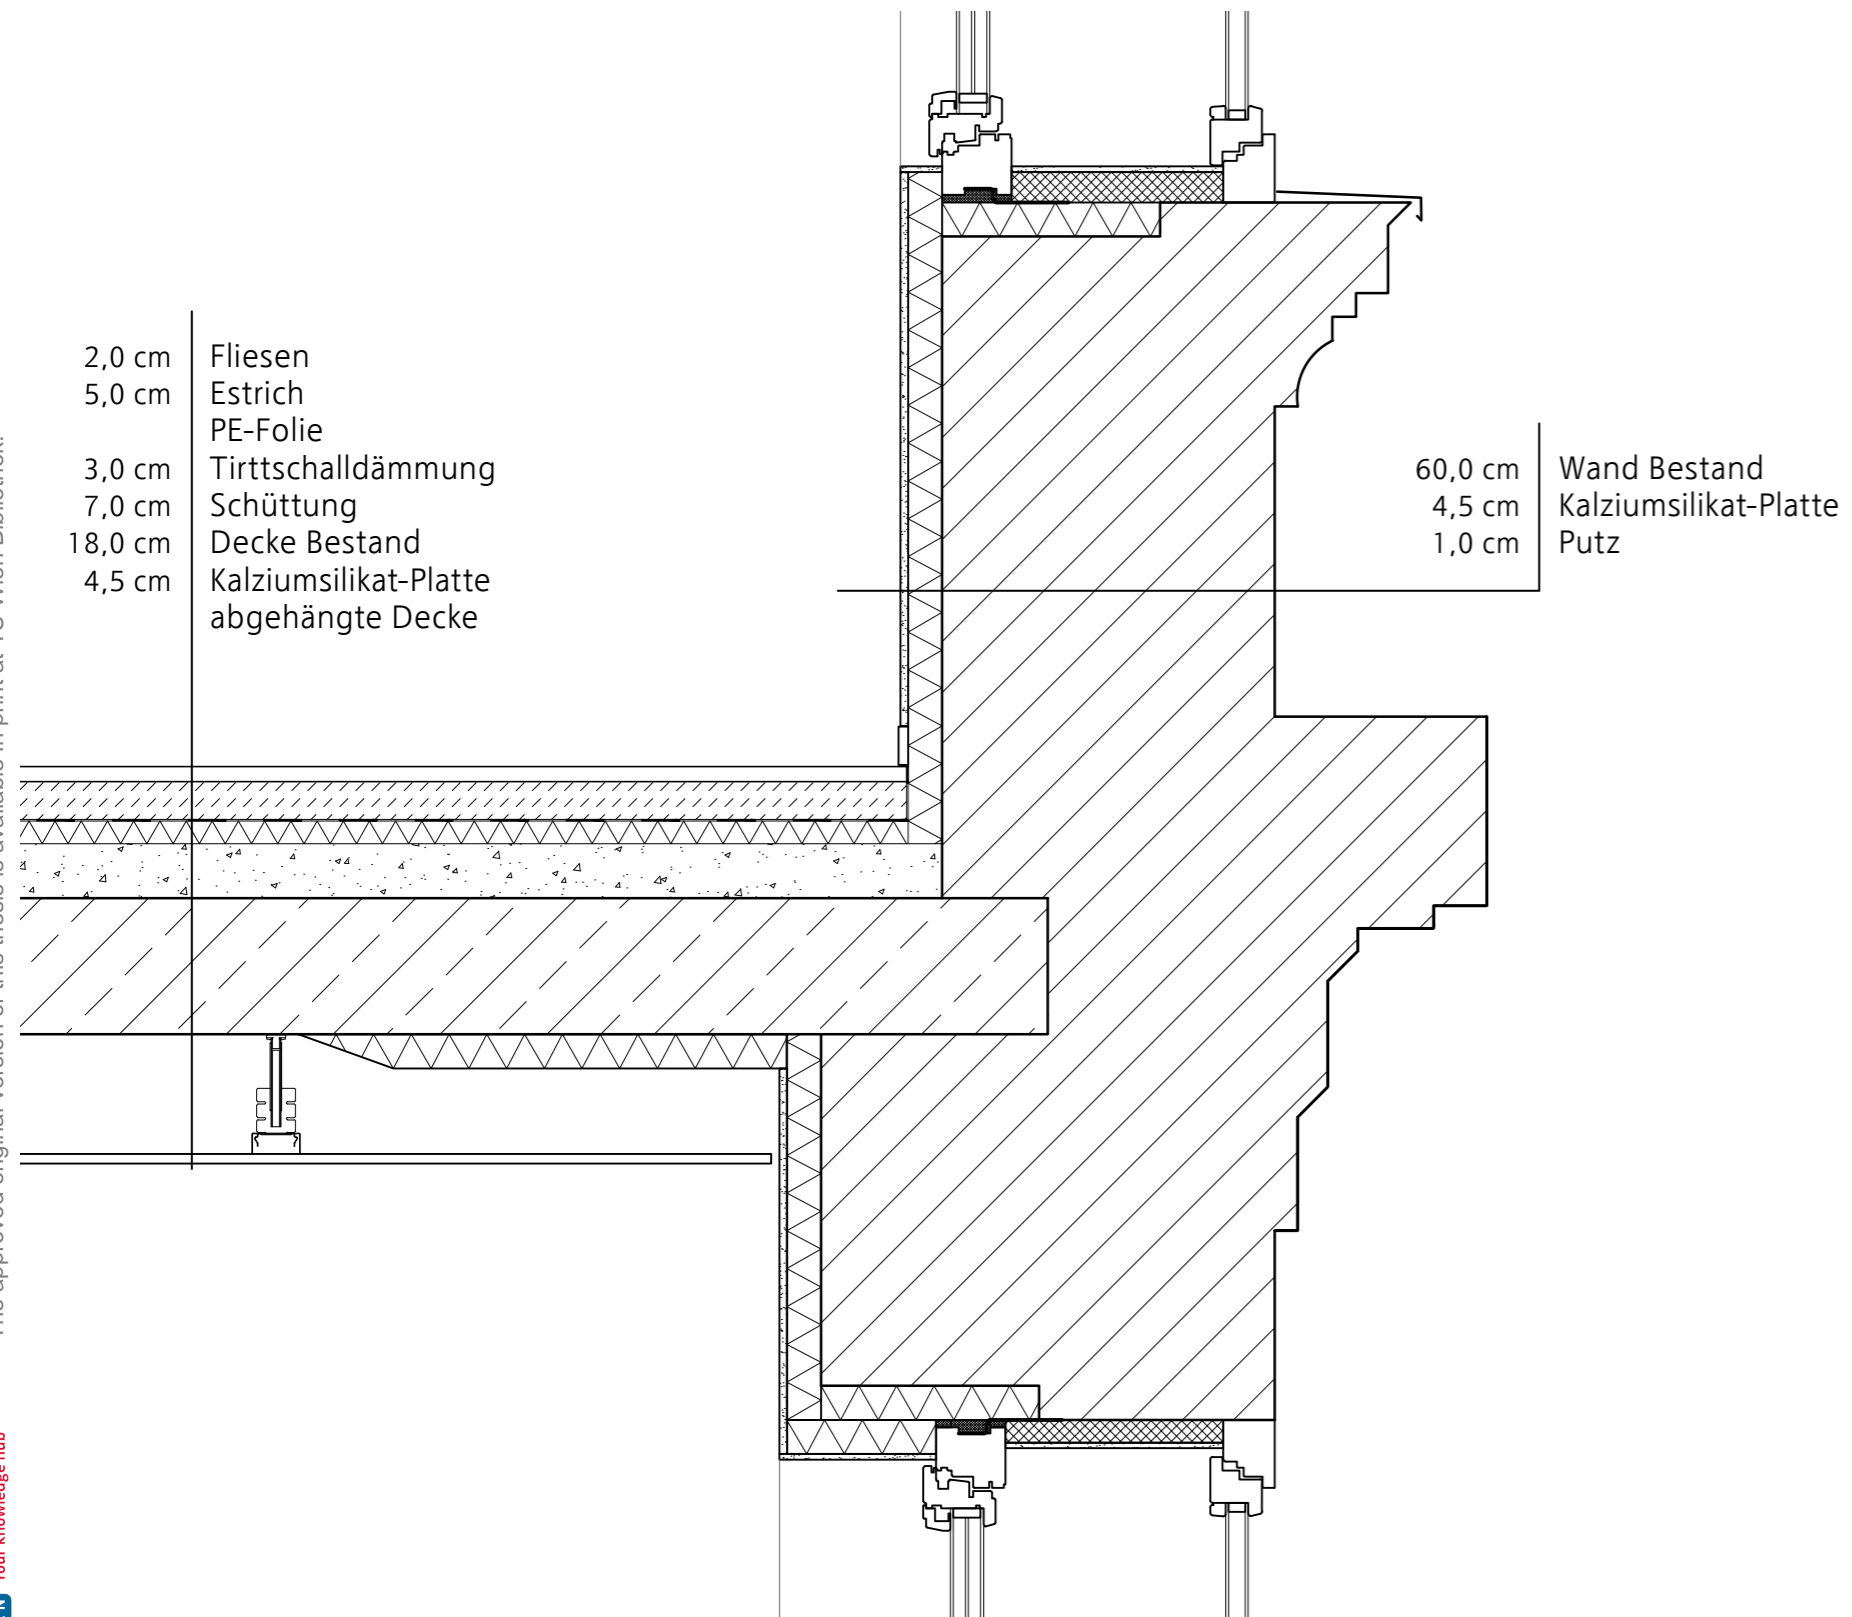 2,0 cm Fliesen
5,0 cm Estrich
PE-Folie
3,0 cm Tirttschalldämmung
7,0 cm Schüttung
18,0 cm Decke Bestand
4,5 cm Kalziumsilikat-Platte
abgehängte Decke
60,0 cm Wand Bestand
4,5 cm Kalziumsilikat-Platte
1,0 cm Putz